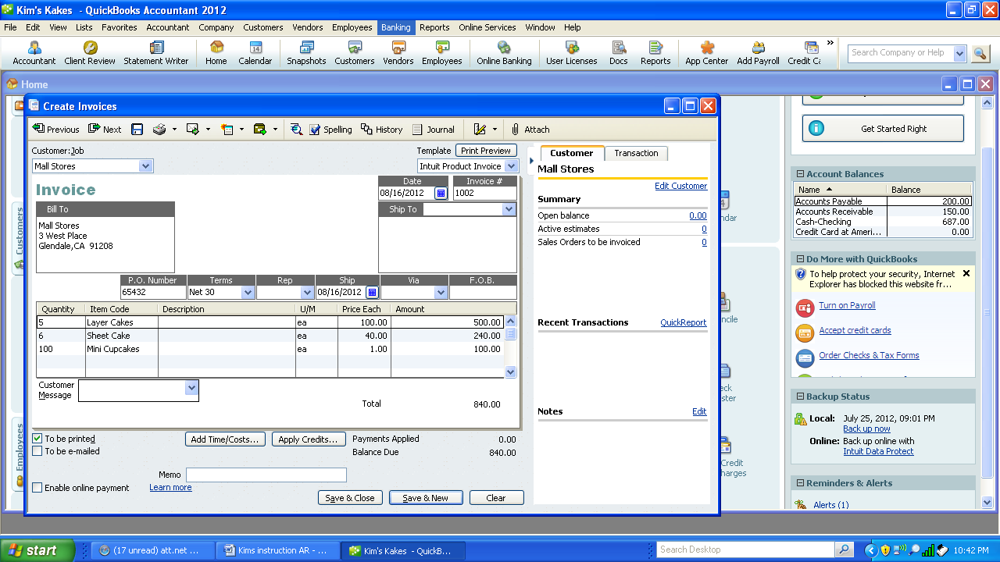 Kim's Kakes - QuickBooks Accountant 2012
File Edit View Lists Favorites Accountant Company Customers Vendors Employees Banking Reports Online Services Window Help
Accountant Client Review Statement Writer Home Calendar Snapshots Customers Vendors Employees Online Banking User Licenses Docs Reports App Center Add Payroll Credit Ca
Search Company or Help
Home
Create Invoices
Previous Next Spelling History Journal Attach
Get Started Right
Customer:Job Template Print Preview
Mall Stores Intuit Product Invoice
Customer Transaction
Mall Stores
Edit Customer
Invoice
Date Invoice #
08/16/2012 1002
Bill To
Mall Stores
3 West Place
Glendale,CA 91208
Ship To
Summary
Open balance 0.00
Active estimates 0
Sales Orders to be invoiced 0
P.O. Number Terms Rep Ship Via F.O.B.
65432 Net 30 08/16/2012
Quantity Item Code Description U/M Price Each Amount
5 Layer Cakes ea 100.00 500.00
6 Sheet Cake ea 40.00 240.00
100 Mini Cupcakes ea 1.00 100.00
Customer
Message
Total 840.00
Recent Transactions QuickReport
Notes Edit
To be printed
To be e-mailed
Add Time/Costs... Apply Credits...
Payments Applied 0.00
Balance Due 840.00
Memo
Enable online payment Learn more
Save & Close Save & New Clear
Customers
Employees
ndar
ncile
eck
ster
Credit
harges
Account Balances
Name Balance
Accounts Payable 200.00
Accounts Receivable 150.00
Cash-Checking 687.00
Credit Card at Ameri... 0.00
Do More with QuickBooks
To help protect your security, Internet
Explorer has blocked this website fr...
Turn on Payroll
Accept credit cards
Order Checks & Tax Forms
Backup Status
Local: July 25, 2012, 09:01 PM
Back up now
Online: Back up online with
Intuit Data Protect
Reminders & Alerts
Alerts (1)
start (17 unread) att.net ... Kims instruction AR - ... Kim's Kakes - QuickB... Search Desktop 10:42 PM